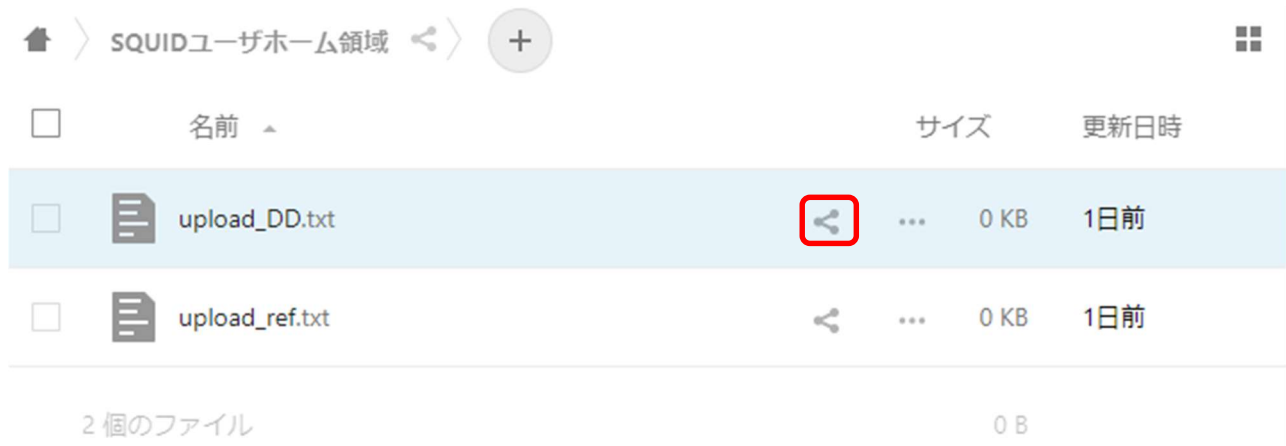 SQUIDユーザホーム領域
名前 サイズ 更新日時
upload_DD.txt 0 KB 1日前
upload_ref.txt 0 KB 1日前
2 個のファイル 0 B